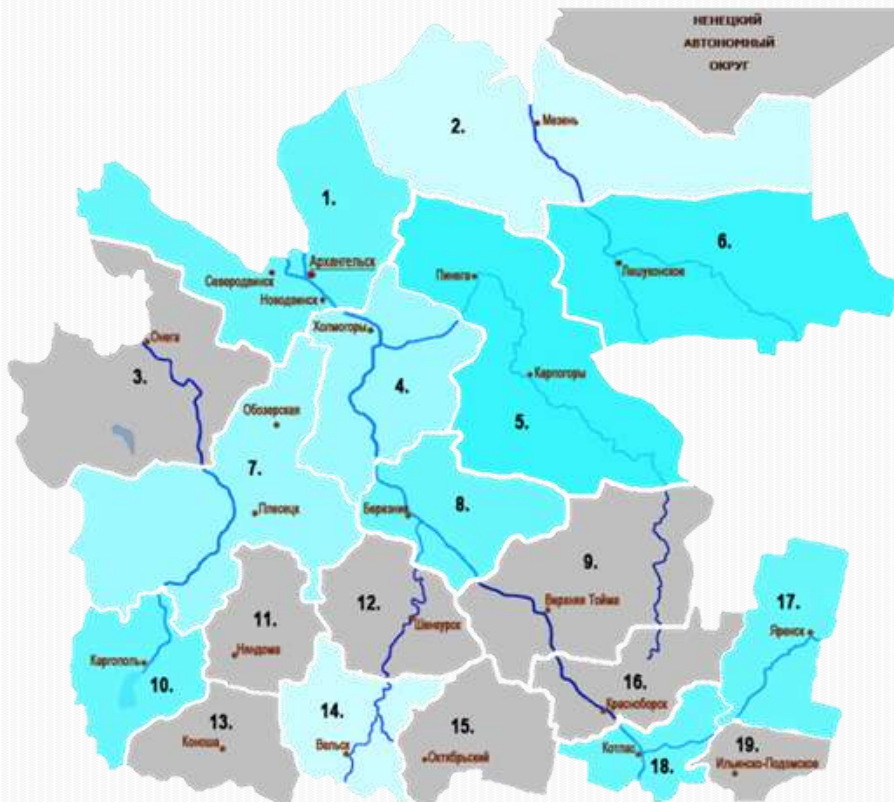 НЕНЕЦКИЙ
АВТОНОМНЫЙ
ОКРУГ
2.
Мезень
1.
6.
Архангельск
Северодвинск
Новодвинск
Пинега
Лешуконское
Холмогоры
Онега
3.
4.
Карпогоры
5.
Обозерская
7.
Плесецк
Березник
8.
9.
12.
11.
Верхняя Тойма
17.
Шенкурск
Няндома
Яренск
Каргополь
10.
16.
Красноборск
13.
14.
15.
Коноша
Вельск
Октябрьский
Котлас
18.
19.
Ильинско-Подомское